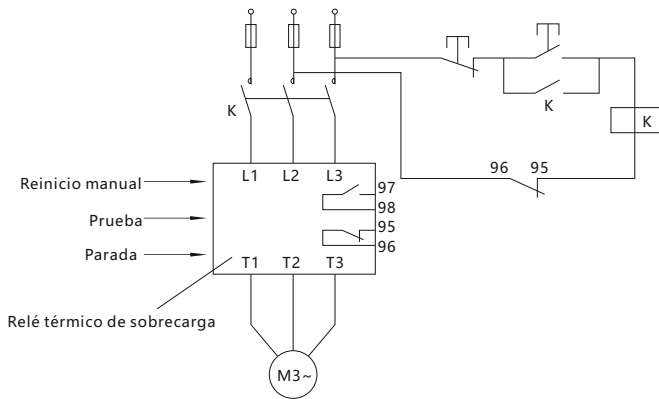 K
K
K
96 95
L1 L2 L3
Reinicio manual
97
98
Prueba
95
96
Parada
T1 T2 T3
Relé térmico de sobrecarga
M3~